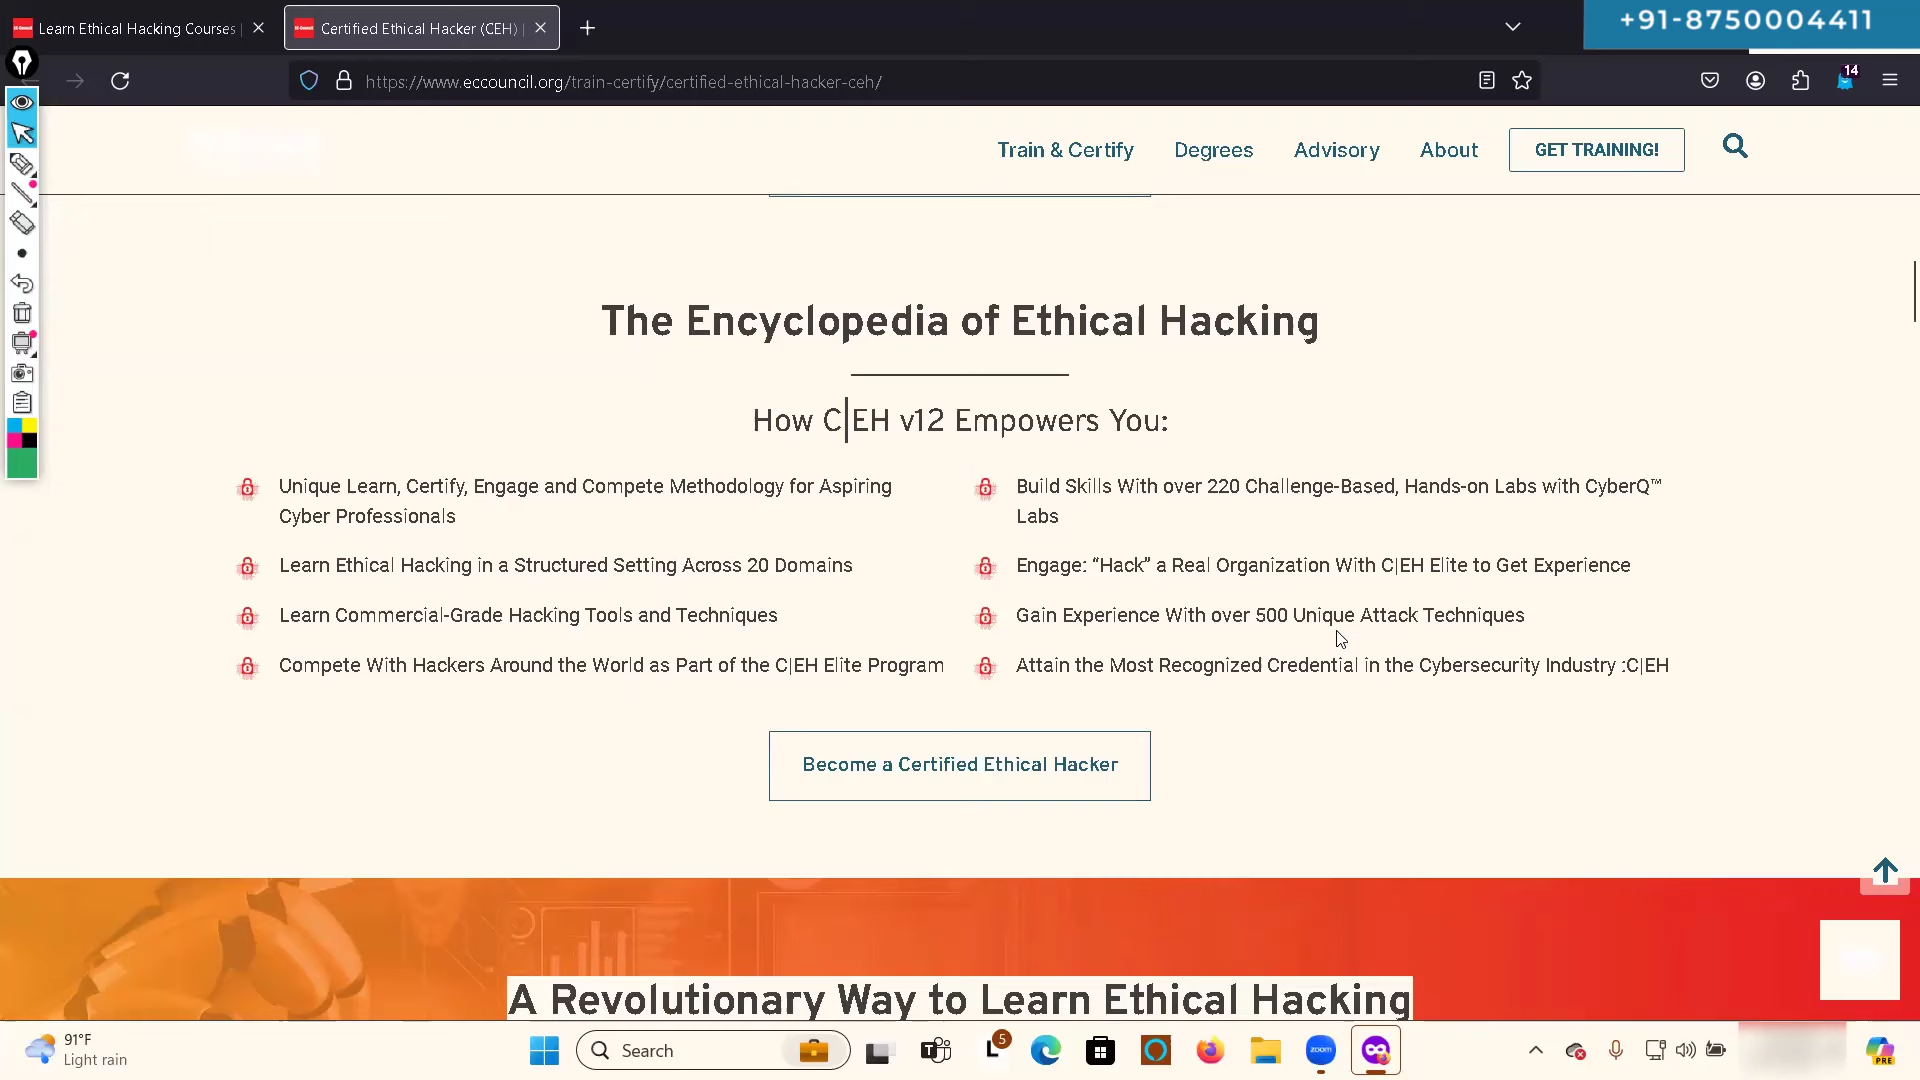 Learn Ethical Hacking Courses |
Certified Ethical Hacker (CEH) |
+91-8750004411
https://www.eccouncil.org/train-certify/certified-ethical-hacker-ceh/
14
Train & Certify
Degrees
Advisory
About
GET TRAINING!
The Encyclopedia of Ethical Hacking
How C|EH v12 Empowers You:
Unique Learn, Certify, Engage and Compete Methodology for Aspiring
Cyber Professionals
Learn Ethical Hacking in a Structured Setting Across 20 Domains
Learn Commercial-Grade Hacking Tools and Techniques
Compete With Hackers Around the World as Part of the C|EH Elite Program
Build Skills With over 220 Challenge-Based, Hands-on Labs with CyberQ™
Labs
Engage: “Hack” a Real Organization With C|EH Elite to Get Experience
Gain Experience With over 500 Unique Attack Techniques
Attain the Most Recognized Credential in the Cybersecurity Industry :C|EH
Become a Certified Ethical Hacker
A Revolutionary Way to Learn Ethical Hacking
91°F
Light rain
Search
L
5
zoom
PRE